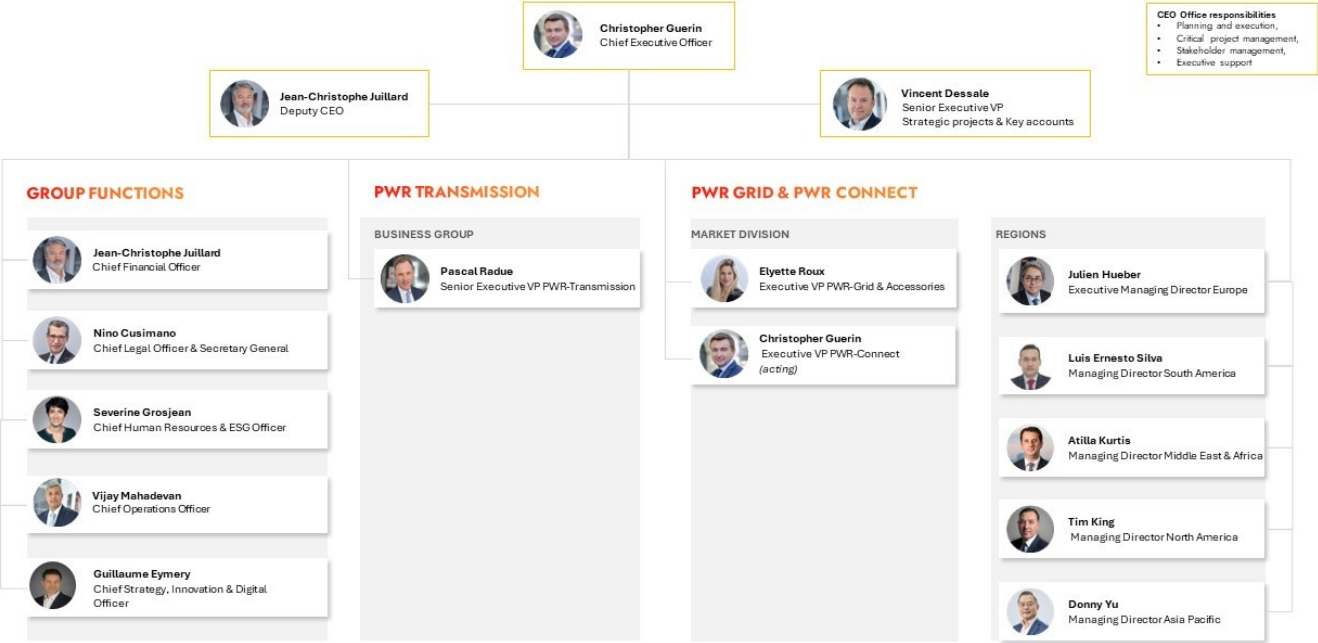 Christopher Guerin
Chief Executive Officer
CEO Office responsibilities
• Planning and execution,
• Critical project management,
• Stakeholder management,
• Executive support
Jean-Christophe Juillard
Deputy CEO
Vincent Dessale
Senior Executive VP
Strategic projects & Key accounts
GROUP FUNCTIONS
Jean-Christophe Juillard
Chief Financial Officer
Nino Cusimano
Chief Legal Officer & Secretary General
Severine Grosjean
Chief Human Resources & ESG Officer
Vijay Mahadevan
Chief Operations Officer
Guillaume Eymery
Chief Strategy, Innovation & Digital
Officer
PWR TRANSMISSION
BUSINESS GROUP
Pascal Radue
Senior Executive VP PWR-Transmission
PWR GRID & PWR CONNECT
MARKET DIVISION
Elyette Roux
Executive VP PWR-Grid & Accessories
Christopher Guerin
Executive VP PWR-Connect
(acting)
REGIONS
Julien Hueber
Executive Managing Director Europe
Luis Ernesto Silva
Managing Director South America
Atilla Kurtis
Managing Director Middle East & Africa
Tim King
Managing Director North America
Donny Yu
Managing Director Asia Pacific